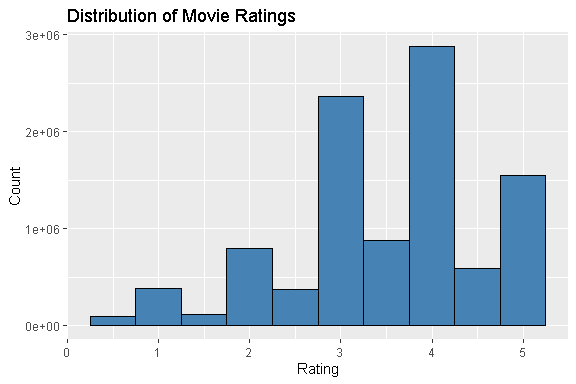 Distribution of Movie Ratings
3e+06
2e+06
1e+06
0e+00
Count
0 1 2 3 4 5
Rating